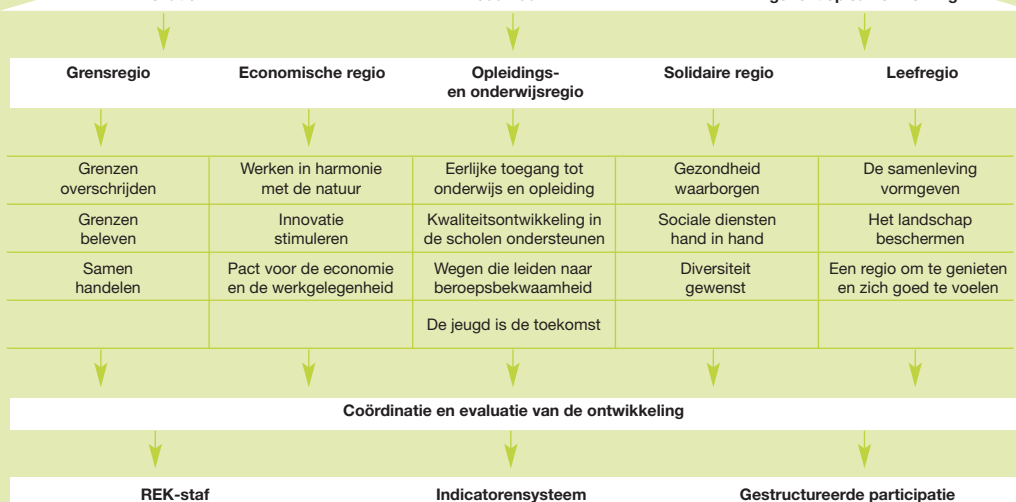 Grensregio
Economische regio
Opleidings-
en onderwijsregio
Solidaire regio
Leefregio
Grenzen
overschrijden
Werken in harmonie
met de natuur
Eerlijke toegang tot
onderwijs en opleiding
Gezondheid
waarborgen
De samenleving
vormgeven
Grenzen
beleven
Innovatie
stimuleren
Kwaliteitsontwikkeling in
de scholen ondersteunen
Sociale diensten
hand in hand
Het landschap
beschermen
Samen
handelen
Pact voor de economie
en de werkgelegenheid
Wegen die leiden naar
beroepsbekwaamheid
Diversiteit
gewenst
Een regio om te genieten
en zich goed te voelen
De jeugd is de toekomst
Coördinatie en evaluatie van de ontwikkeling
REK-staf
Indicatorensysteem
Gestructureerde participatie